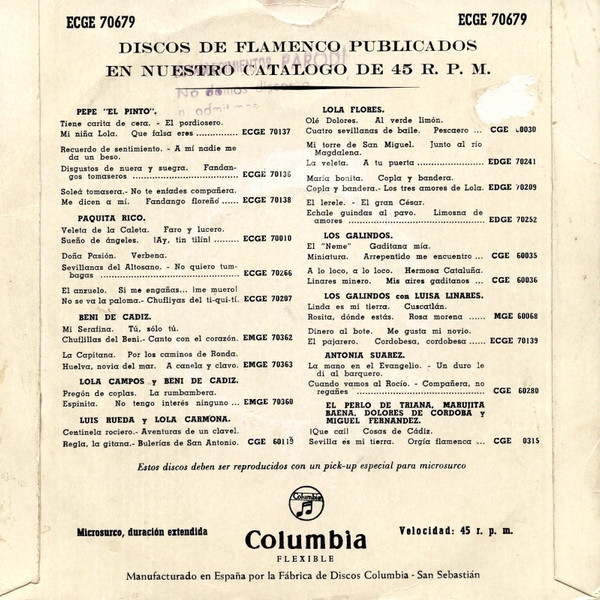 ECGE 70679
ECGE 70679
DISCOS DE FLAMENCO PUBLICADOS
EN NUESTRO CATALOGO DE 45 R. P. M.
PARODI
No
admitimos
PEPE "EL PINTO".
Tiene carita de cera. - El pordiosero.
Mi niña Lola. Que falsa eres .............. ECGE 70137
Recuerdo de sentimiento. - A mí nadie me
da un beso.
Disgustos de nuera y suegra. Fandan-
gos tomaseros ................................. ECGE 70136
Soleá tomasera.- No te enfades compañera.
Me dicen a mí. Fandango floreño ...... ECGE 70138
PAQUITA RICO.
Veleta de la Caleta. Faro y lucero.
Sueño de ángeles. ¡Ay, tin tilín! ........ ECGE 70010
Doña Pasión. Verbena.
Sevillanas del Altosano. - No quiero tum-
bagas ........................................... ECGE 70266
El anzuelo. Si me engañas... ¡me muero!
No se va la paloma.- Chufliyas del ti-qui-tí. ECGE 70207
BENI DE CADIZ.
Mi Serafina. Tú, sólo tú.
Chuflillas del Beni.- Canto con el corazón. EMGE 70362
La Capitana. Por los caminos de Ronda.
Huelva, novia del mar. A canela y clavo. EMGE 70363
LOLA CAMPOS y BENI DE CADIZ.
Pregón de coplas. La rumbambera.
Espinita. No tengo interés ninguno ... EMGE 70360
LUIS RUEDA y LOLA CARMONA.
Centinela rociero.- Aventuras de un clavel.
Regla, la gitana.- Bulerías de San Antonio. CGE 60119
LOLA FLORES.
Olé Dolores. Al verde limón.
Cuatro sevillanas de baile. Pescaero ... CGE 0030
Mi torre de San Miguel. Junto al río
Magdalena.
La veleta. A tu puerta .................... EDGE 70241
María bonita. Copla y bandera.
Copla y bandera.- Los tres amores de Lola. EDGE 70209
El lerele. - El gran César.
Echale guindas al pavo. Limosna de
amores .......................................... EDGE 70252
LOS GALINDOS.
El "Neme" Gaditana mía.
Miniatura. Arrepentido me encuentro ... CGE 60035
A lo loco, a lo loco. Hermosa Cataluña.
Linares minero. Mis aires gaditanos ... CGE 60036
LOS GALINDOS con LUISA LINARES.
Linda es mi tierra. Cuscatlán.
Rosita, dónde estás. Rosa morena ...... MGE 60068
Dinero al bote. Me gusta mi novio.
El pajarero. Cordobesa, cordobesa ...... ECGE 70139
ANTONIA SUAREZ.
La mano en el Evangelio. - Un duro le
di al barquero.
Cuando vamos al Rocío. - Compañera, no
regañes ........................................ CGE 60280
EL PERLO DE TRIANA, MARUJITA
BAENA, DOLORES DE CORDOBA y
MIGUEL FERNANDEZ.
¡Que caí! Cosas de Cádiz.
Sevilla es mi tierra. Orgía flamenca ... CGE 0315
Estos discos deben ser reproducidos con un pick-up especial para microsurco
Columbia
Microsurco, duración extendida
Velocidad: 45 r. p. m.
Columbia
FLEXIBLE
Manufacturado en España por la Fábrica de Discos Columbia - San Sebastián